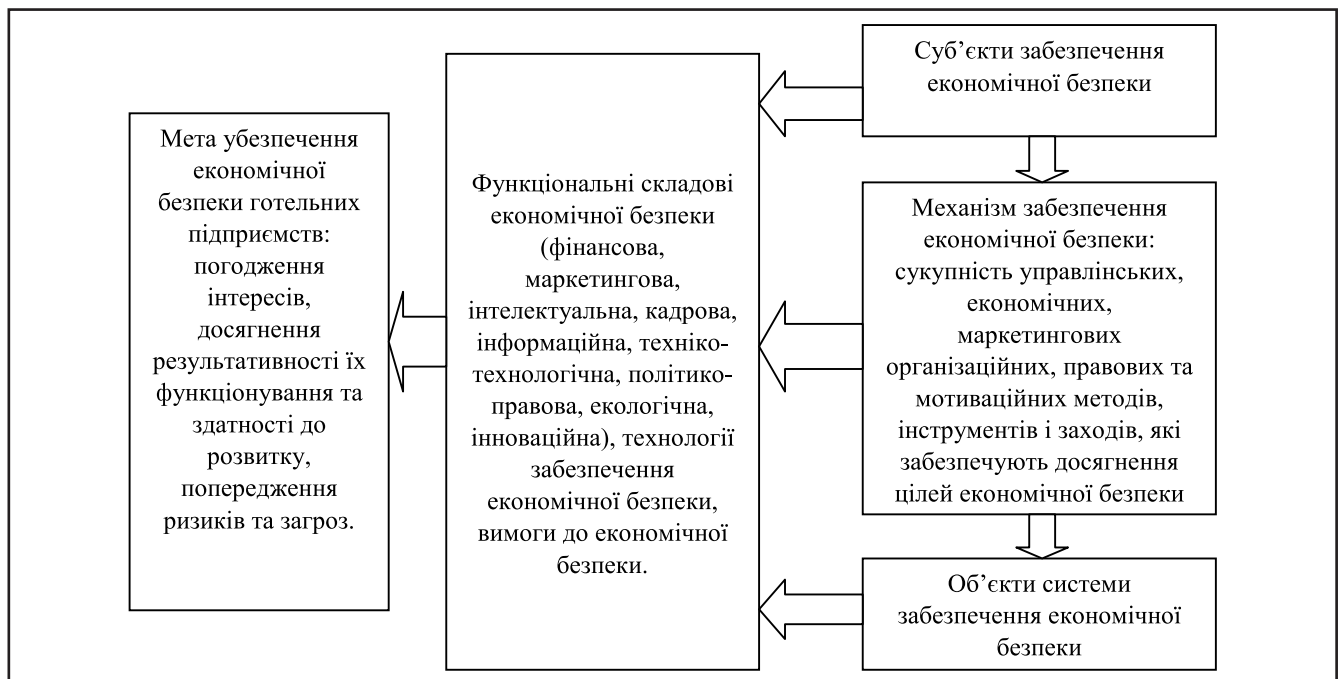 Мета убезпечення
економічної
безпеки готельних
підприємств:
погодження
інтересів,
досягнення
результативності їх
функціонування та
здатності до
розвитку,
попередження
ризиків та загроз.
Функціональні складові
економічної безпеки
(фінансова,
маркетингова,
інтелектуальна, кадрова,
інформаційна, техніко-
технологічна, політико-
правова, екологічна,
інноваційна), технології
забезпечення
економічної безпеки,
вимоги до економічної
безпеки.
Суб’єкти забезпечення
економічної безпеки
Механізм забезпечення
економічної безпеки:
сукупність управлінських,
економічних,
маркетингових
організаційних, правових та
мотиваційних методів,
інструментів і заходів, які
забезпечують досягнення
цілей економічної безпеки
Об’єкти системи
забезпечення економічної
безпеки